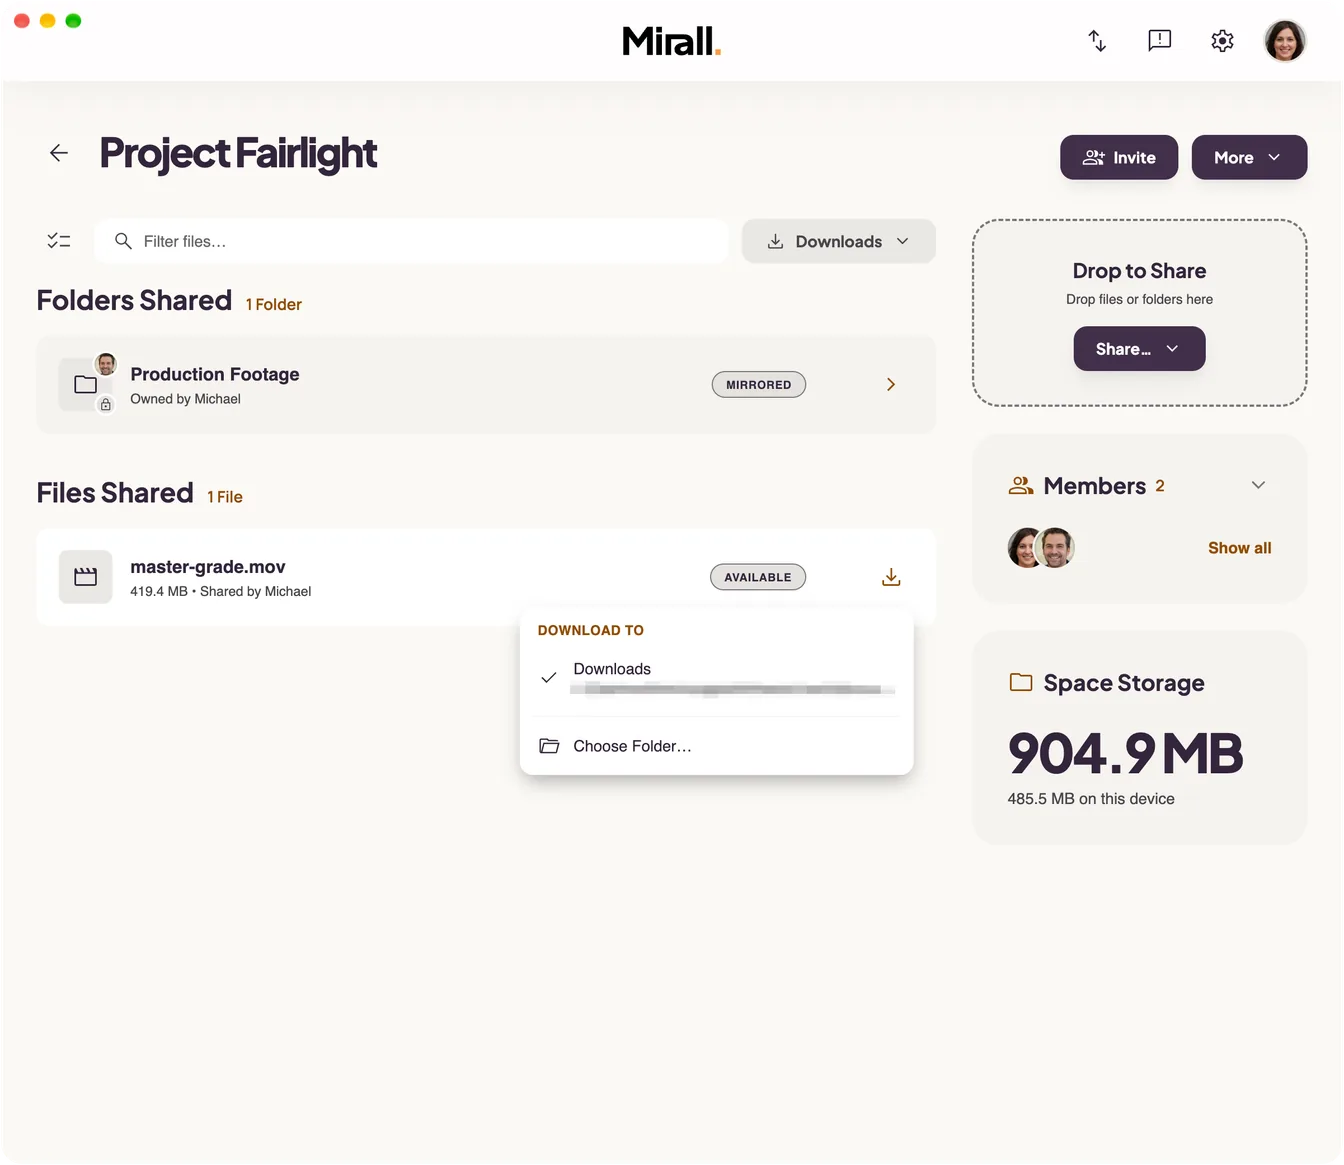 Mirall.
Project Fairlight
Invite
More
Filter files...
Downloads
Folders Shared 1 Folder
Production Footage
Owned by Michael
MIRRORED
Files Shared 1 File
master-grade.mov
419.4 MB • Shared by Michael
AVAILABLE
DOWNLOAD TO
Downloads
Choose Folder...
Drop to Share
Drop files or folders here
Share...
Members 2
Show all
Space Storage
904.9 MB
485.5 MB on this device